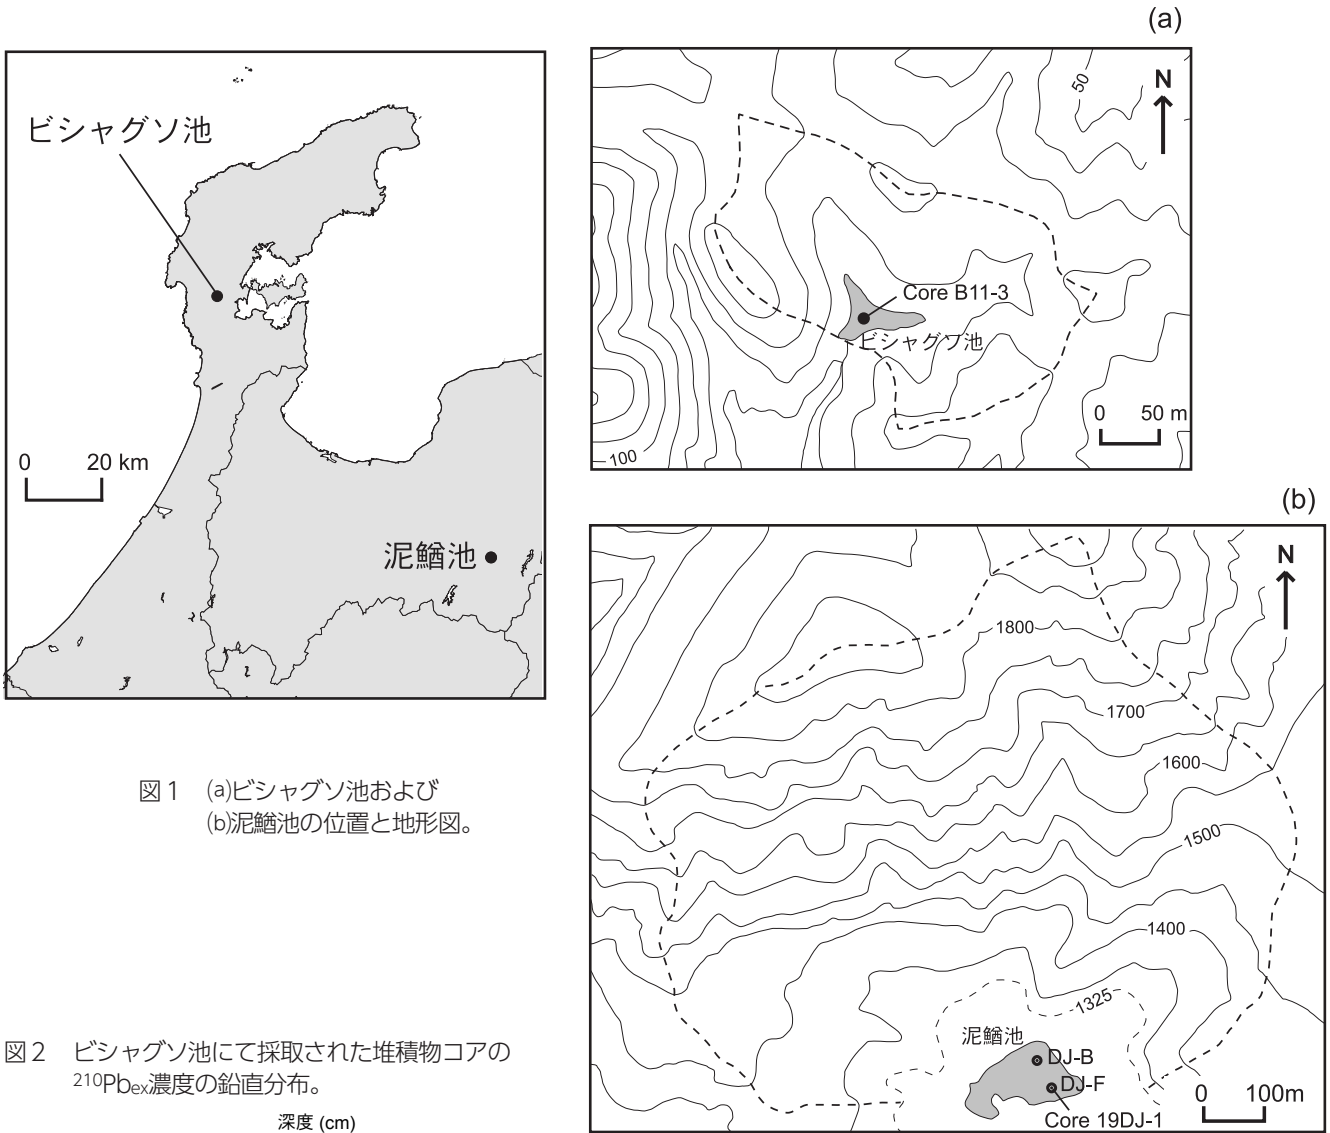 ビシャグソ池
0 20 km
泥鰌池
(a)
50
N
Core B11-3
ビシャグソ池
0 50 m
100
(b)
N
1800
1700
1600
1500
1400
1325
泥鰌池
DJ-B
DJ-F
Core 19DJ-1
0 100m
図1 (a)ビシャグソ池および
(b)泥鰌池の位置と地形図。
図2 ビシャグソ池にて採取された堆積物コアの
²¹⁰Pbex濃度の鉛直分布。
深度 (cm)